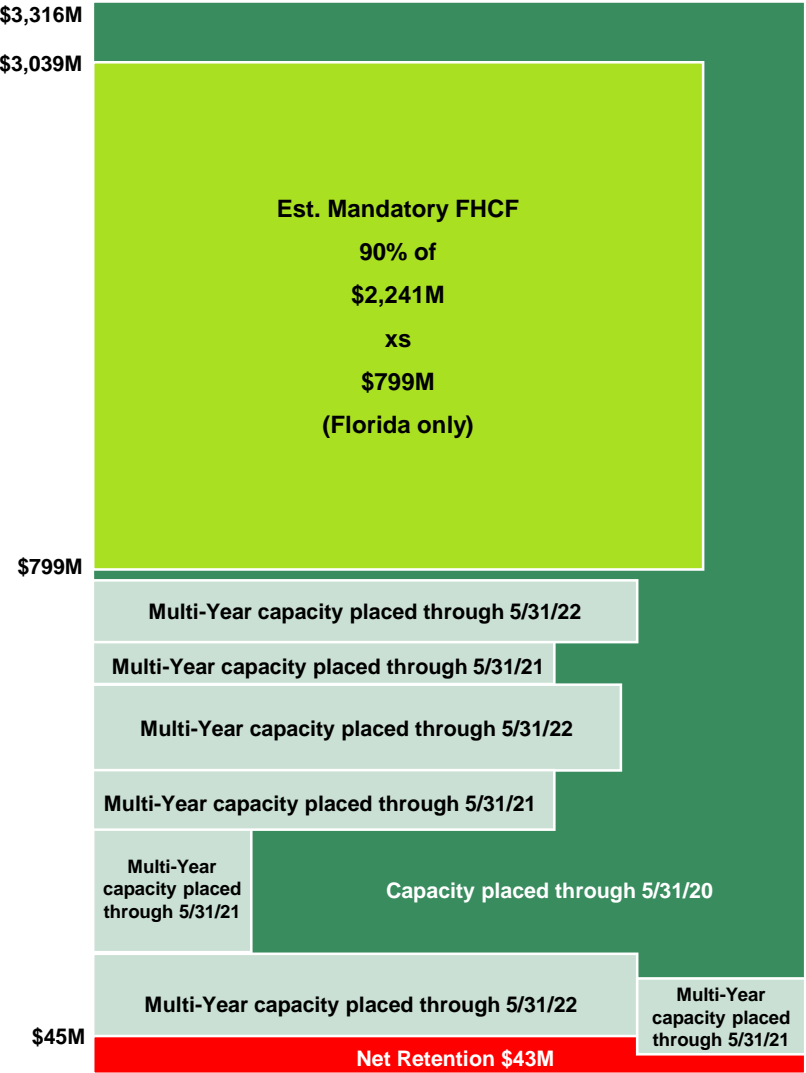 $3,316M
$3,039M
Est. Mandatory FHCF
90% of
$2,241M
xs
$799M
(Florida only)
$799M
Multi-Year capacity placed through 5/31/22
Multi-Year capacity placed through 5/31/21
Multi-Year capacity placed through 5/31/22
Multi-Year capacity placed through 5/31/21
Multi-Year
capacity placed
through 5/31/21
Capacity placed through 5/31/20
Multi-Year capacity placed through 5/31/22
Multi-Year
capacity placed
through 5/31/21
$45M
Net Retention $43M